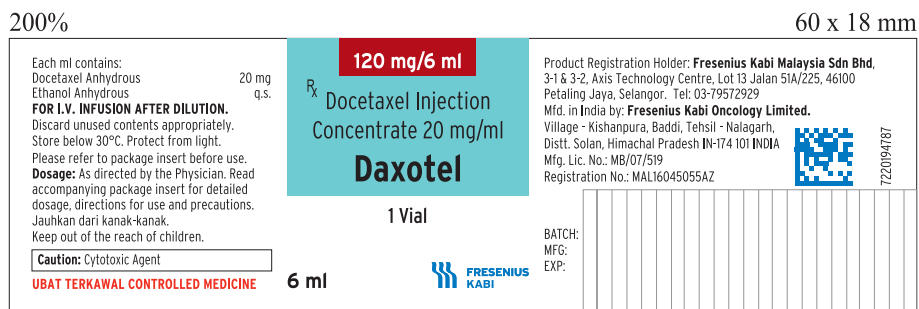 200%
60 x 18 mm
Each ml contains:
Docetaxel Anhydrous 20 mg
Ethanol Anhydrous q.s.
FOR I.V. INFUSION AFTER DILUTION.
Discard unused contents appropriately.
Store below 30°C. Protect from light.
Please refer to package insert before use.
Dosage: As directed by the Physician. Read
accompanying package insert for detailed
dosage, directions for use and precautions.
Jauhkan dari kanak-kanak.
Keep out of the reach of children.
Caution: Cytotoxic Agent
UBAT TERKAWAL CONTROLLED MEDICINE
120 mg/6 ml
Rx Docetaxel Injection
Concentrate 20 mg/ml
Daxotel
1 Vial
6 ml
FRESENIUS
KABI
Product Registration Holder: Fresenius Kabi Malaysia Sdn Bhd,
3-1 & 3-2, Axis Technology Centre, Lot 13 Jalan 51A/225, 46100
Petaling Jaya, Selangor. Tel: 03-79572929
Mfd. in India by: Fresenius Kabi Oncology Limited.
Village - Kishanpura, Baddi, Tehsil - Nalagarh,
Distt. Solan, Himachal Pradesh IN-174 101 INDIA
Mfg. Lic. No.: MB/07/519
Registration No.: MAL16045055AZ
7220194787
BATCH:
MFG:
EXP: